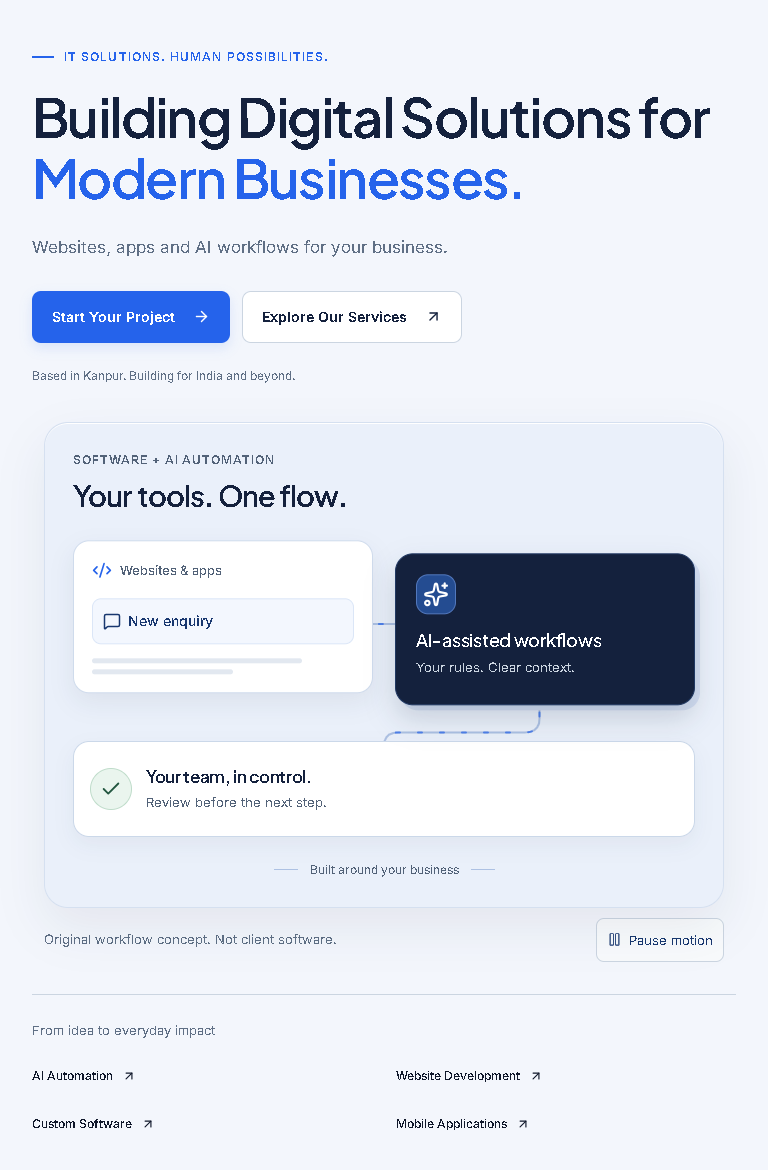 IT SOLUTIONS. HUMAN POSSIBILITIES.
Building Digital Solutions for
Modern Businesses.
Websites, apps and AI workflows for your business.
Start Your Project
Explore Our Services
Based in Kanpur. Building for India and beyond.
SOFTWARE + AI AUTOMATION
Your tools. One flow.
Websites & apps
New enquiry
AI-assisted workflows
Your rules. Clear context.
Your team, in control.
Review before the next step.
Built around your business
Original workflow concept. Not client software.
Pause motion
From idea to everyday impact
AI Automation
Website Development
Custom Software
Mobile Applications